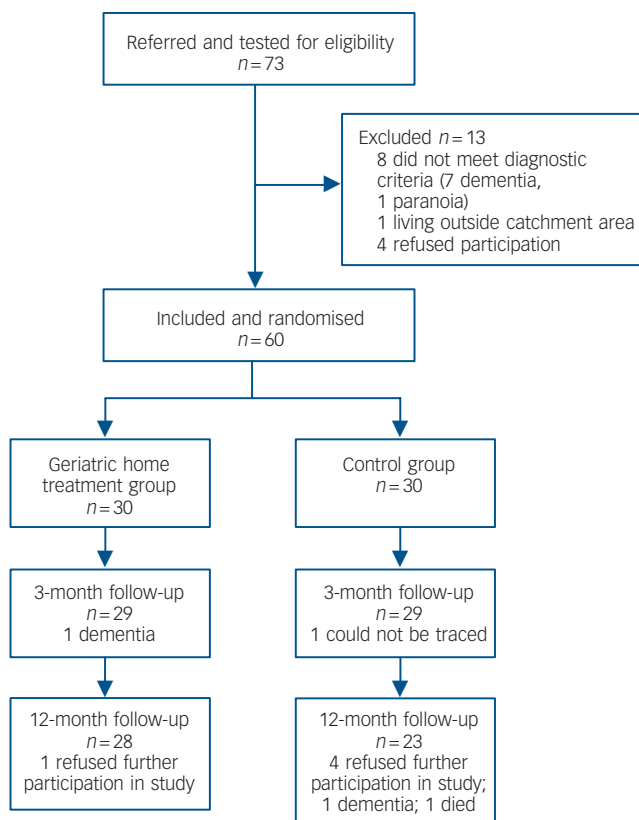 Referred and tested for eligibility
n=73
Excluded n=13
8 did not meet diagnostic
criteria (7 dementia,
1 paranoia)
1 living outside catchment area
4 refused participation
Included and randomised
n=60
Geriatric home
treatment group
n=30
Control group
n=30
3-month follow-up
n=29
1 dementia
3-month follow-up
n=29
1 could not be traced
12-month follow-up
n=28
1 refused further
participation in study
12-month follow-up
n=23
4 refused further
participation in study;
1 dementia; 1 died